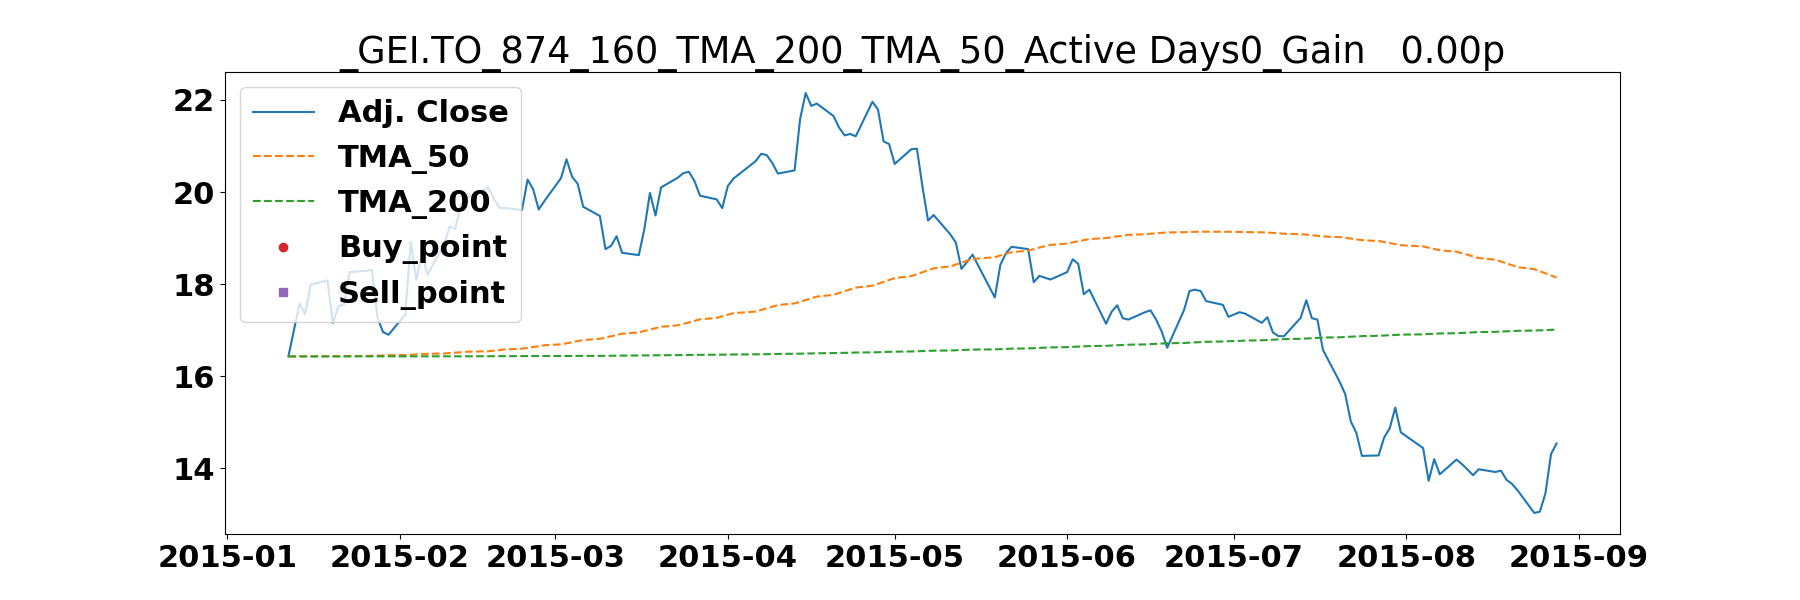 _GEI.TO_874_160_TMA_200_TMA_50_Active Days0_Gain   0.00p
22
20
18
16
14
Adj. Close
TMA_50
TMA_200
Buy_point
Sell_point
2015-01 2015-02 2015-03 2015-04 2015-05 2015-06 2015-07 2015-08 2015-09